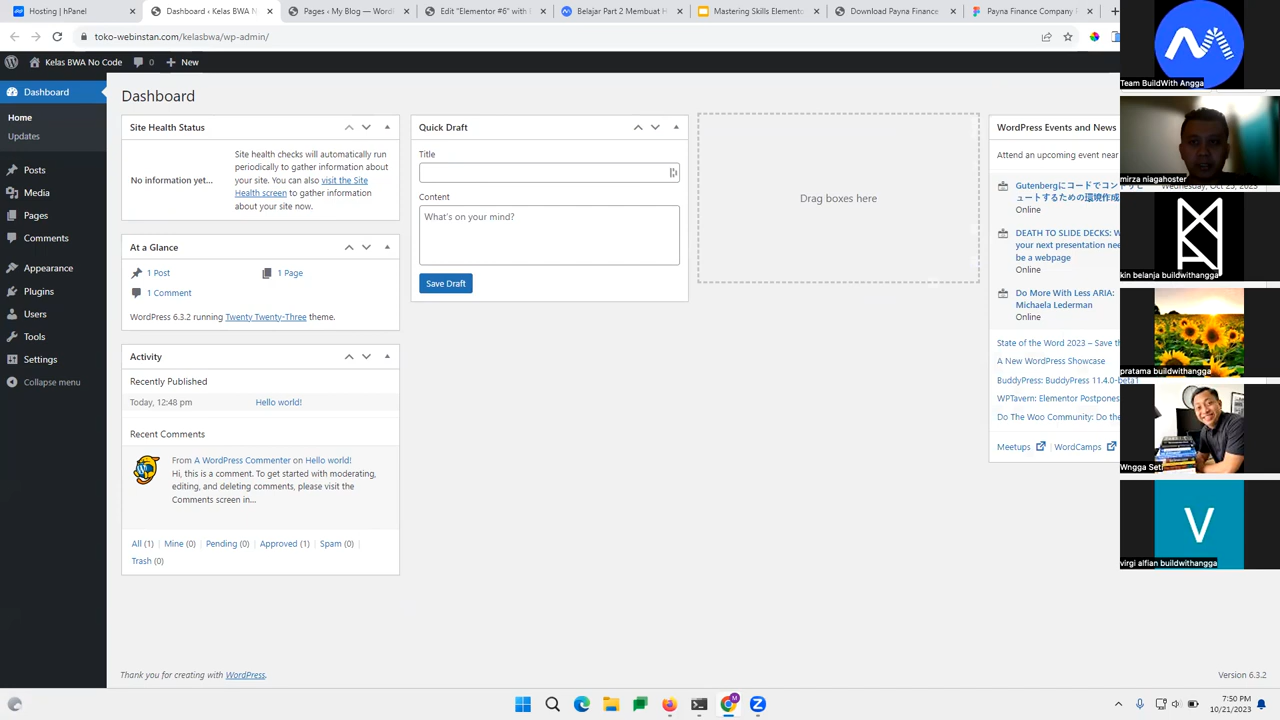 Hosting | hPanel
Dashboard ‹ Kelas BWA N
Pages ‹ My Blog — WordP
Edit "Elementor #6" with E
Belajar Part 2 Membuat H
Mastering Skills Elemento
Download Payna Finance
Payna Finance Company P
toko-webinstan.com/kelasbwa/wp-admin/
Kelas BWA No Code
0
New
Dashboard
Home
Updates
Posts
Media
Pages
Comments
Appearance
Plugins
Users
Tools
Settings
Collapse menu
Dashboard
Site Health Status
No information yet…
Site health checks will automatically run
periodically to gather information about
your site. You can also visit the Site
Health screen to gather information
about your site now.
At a Glance
1 Post
1 Page
1 Comment
WordPress 6.3.2 running Twenty Twenty-Three theme.
Activity
Recently Published
Today, 12:48 pm
Hello world!
Recent Comments
From A WordPress Commenter on Hello world!
Hi, this is a comment. To get started with moderating,
editing, and deleting comments, please visit the
Comments screen in…
All (1) | Mine (0) | Pending (0) | Approved (1) | Spam (0) |
Trash (0)
Quick Draft
Title
Content
What's on your mind?
Save Draft
Drag boxes here
WordPress Events and News
Attend an upcoming event near
Gutenbergにコードでコントリビ
ュートするための環境作成
Online
Wednesday, Oct 25, 2023
DEATH TO SLIDE DECKS: W
your next presentation nee
be a webpage
Online
Do More With Less ARIA:
Michaela Lederman
Online
State of the Word 2023 – Save th
A New WordPress Showcase
BuddyPress: BuddyPress 11.4.0-beta1
WPTavern: Elementor Postpones
Do The Woo Community: Do the
Meetups | WordCamps
Thank you for creating with WordPress.
Version 6.3.2
Team BuildWith Angga
mirza niagahoster
kin belanja buildwithangga
pratama buildwithangga
Wngga Set
V
virgi alfian buildwithangga
M
7:50 PM
10/21/2023